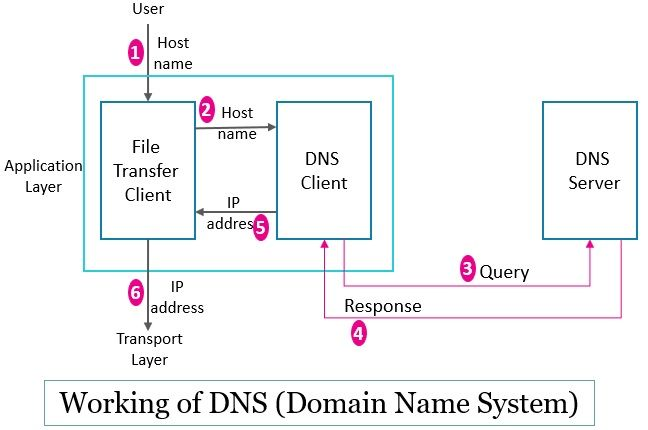 User
1
Host
name
2
Host
name
File
Transfer
Client
DNS
Client
DNS
Server
Application
Layer
IP
address
5
3
Query
6
IP
address
Response
4
Transport
Layer
Working of DNS (Domain Name System)